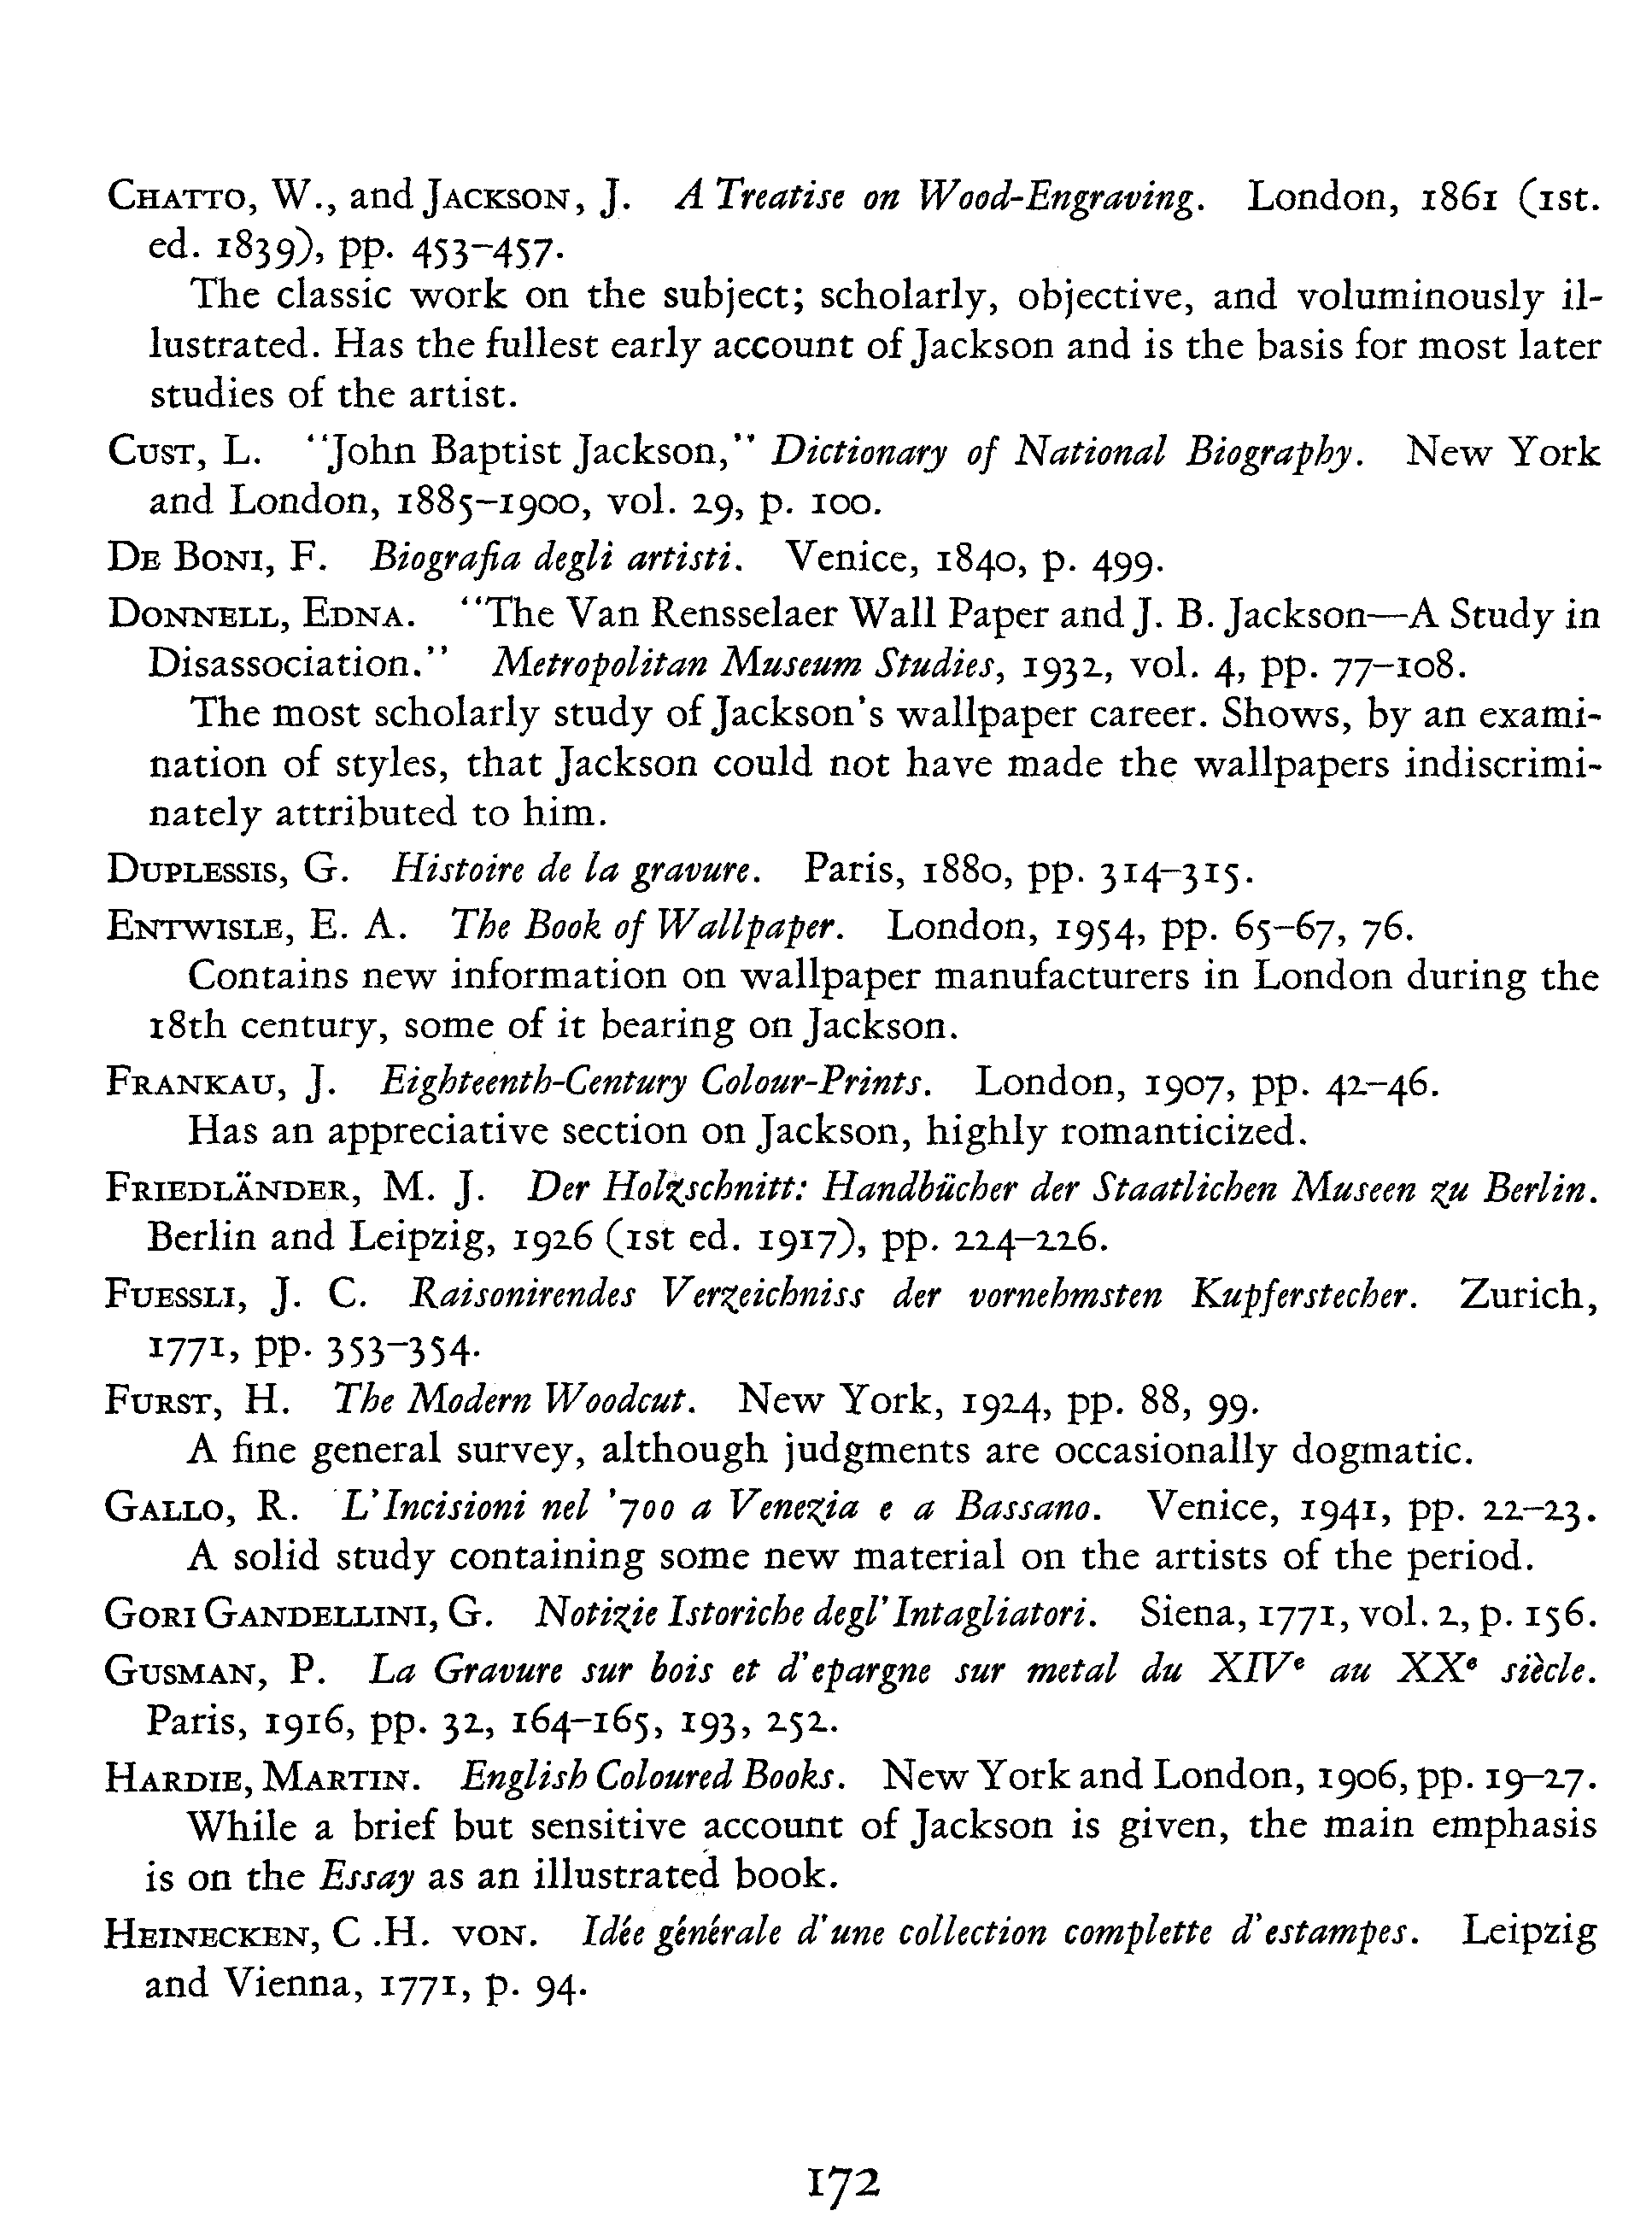 CHATTO, W., and JACKSON, J. A Treatise on Wood-Engraving. London, 1861 (1st.
ed. 1839), pp. 453–457.
The classic work on the subject; scholarly, objective, and voluminously il-
lustrated. Has the fullest early account of Jackson and is the basis for most later
studies of the artist.
CUST, L. "John Baptist Jackson," Dictionary of National Biography. New York
and London, 1885–1900, vol. 29, p. 100.
DE BONI, F. Biografia degli artisti. Venice, 1840, p. 499.
DONNELL, EDNA. "The Van Rensselaer Wall Paper and J. B. Jackson—A Study in
Disassociation." Metropolitan Museum Studies, 1932, vol. 4, pp. 77–108.
The most scholarly study of Jackson's wallpaper career. Shows, by an exami-
nation of styles, that Jackson could not have made the wallpapers indiscrimi-
nately attributed to him.
DUPLESSIS, G. Histoire de la gravure. Paris, 1880, pp. 314–315.
ENTWISLE, E. A. The Book of Wallpaper. London, 1954, pp. 65–67, 76.
Contains new information on wallpaper manufacturers in London during the
18th century, some of it bearing on Jackson.
FRANKAU, J. Eighteenth-Century Colour-Prints. London, 1907, pp. 42–46.
Has an appreciative section on Jackson, highly romanticized.
FRIEDLÄNDER, M. J. Der Holzschnitt: Handbücher der Staatlichen Museen zu Berlin.
Berlin and Leipzig, 1926 (1st ed. 1917), pp. 224–226.
FUESSLI, J. C. Raisonirendes Verzeichniss der vornehmsten Kupferstecher. Zurich,
1771, pp. 353–354.
FURST, H. The Modern Woodcut. New York, 1924, pp. 88, 99.
A fine general survey, although judgments are occasionally dogmatic.
GALLO, R. L'Incisioni nel '700 a Venezia e a Bassano. Venice, 1941, pp. 22–23.
A solid study containing some new material on the artists of the period.
GORI GANDELLINI, G. Notizie Istoriche degl' Intagliatori. Siena, 1771, vol. 2, p. 156.
GUSMAN, P. La Gravure sur bois et d'epargne sur metal du XIVe au XXe siècle.
Paris, 1916, pp. 32, 164–165, 193, 252.
HARDIE, MARTIN. English Coloured Books. New York and London, 1906, pp. 19–27.
While a brief but sensitive account of Jackson is given, the main emphasis
is on the Essay as an illustrated book.
HEINECKEN, C .H. VON. Idée générale d'une collection complette d'estampes. Leipzig
and Vienna, 1771, p. 94.
172